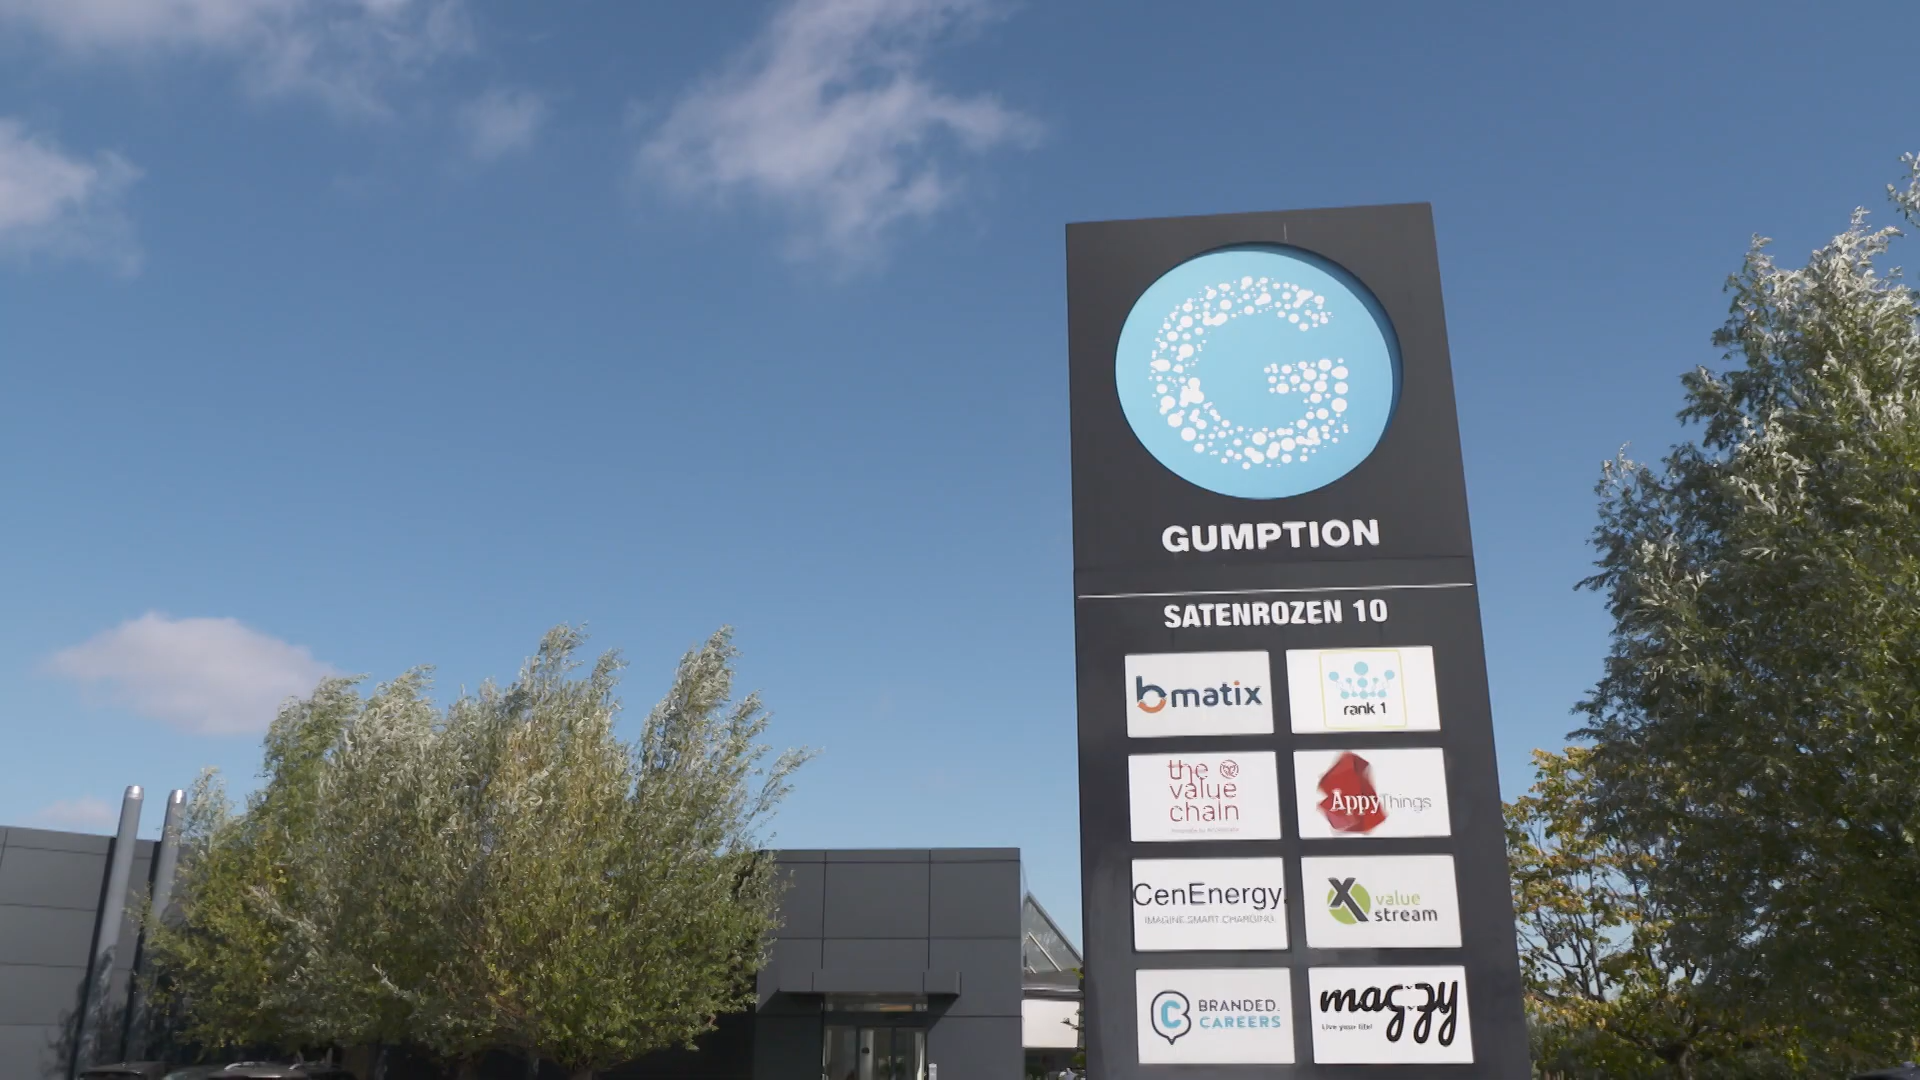 G
GUMPTION
SATENROZEN 10
bmatix
rank 1
the
value
chain
AppyThings
CenEnergy.
IMAGINE SMART CHARGING.
X value
stream
CB BRANDED.
CAREERS
maggy
Live your life!